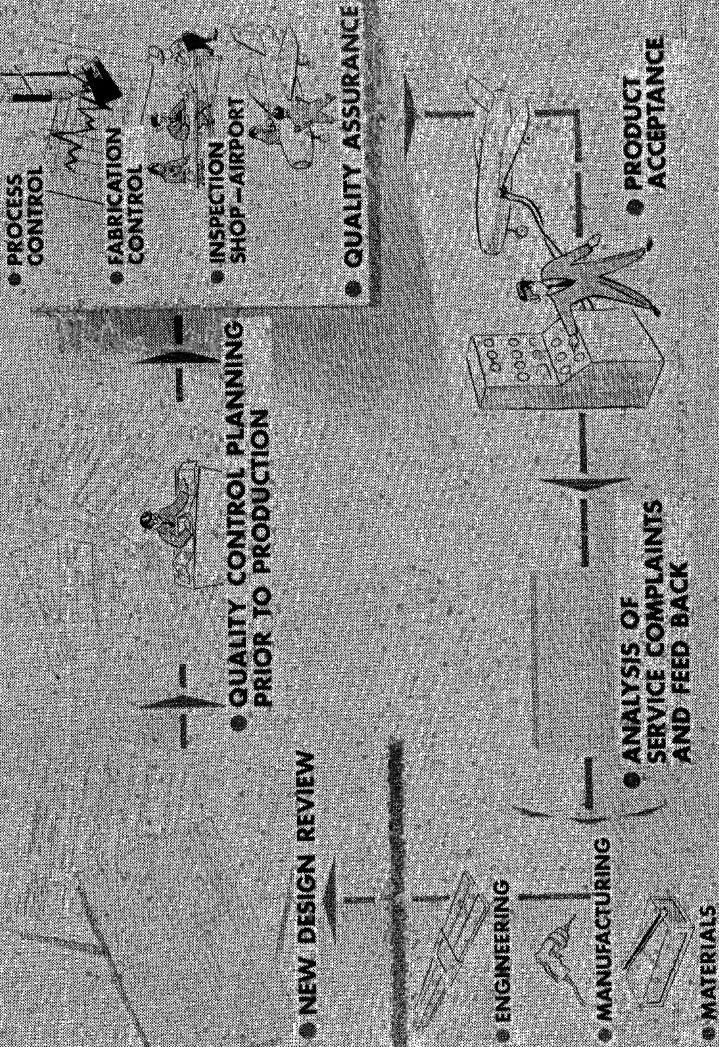 ● PROCESS
CONTROL
● FABRICATION
CONTROL
● INSPECTION
SHOP–AIRPORT
● QUALITY ASSURANCE
● QUALITY CONTROL PLANNING
PRIOR TO PRODUCTION
● NEW DESIGN REVIEW
● ENGINEERING
● MANUFACTURING
● MATERIALS
● ANALYSIS OF
SERVICE COMPLAINTS
AND FEED BACK
● PRODUCT
ACCEPTANCE